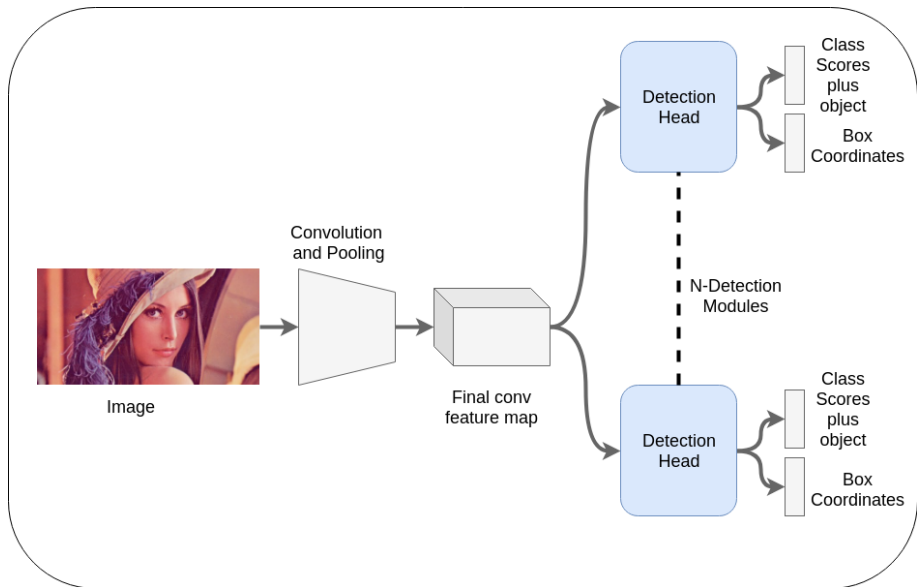 Image
Convolution
and Pooling
Final conv
feature map
Detection
Head
Class
Scores
plus
object
Box
Coordinates
N-Detection
Modules
Detection
Head
Class
Scores
plus
object
Box
Coordinates